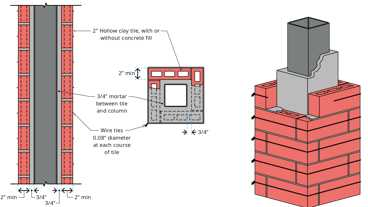 2" Hollow clay tile, with or
without concrete fill
2" min
3/4" mortar
between tile
and column
Wire ties
0.08" diameter
at each course
of tile
3/4"
2" min
3/4"
3/4"
2" min